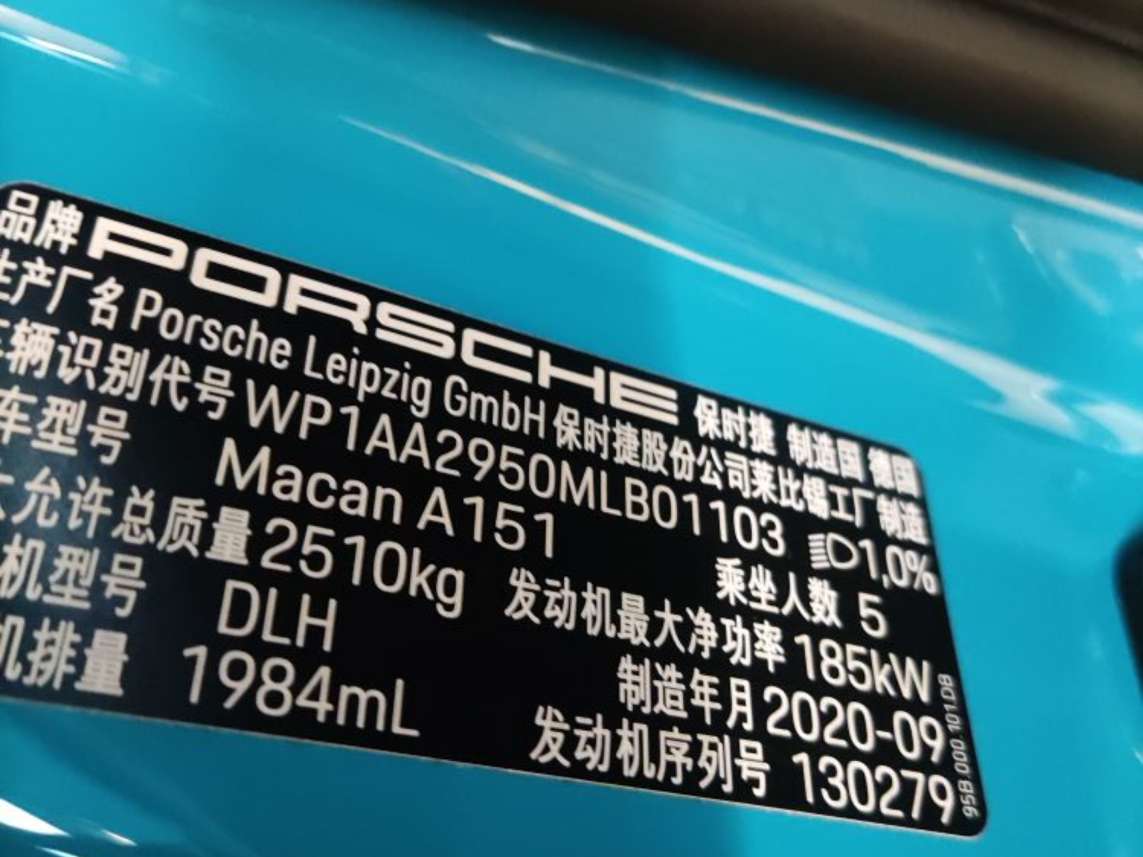 品牌 PORSCHE 保时捷 制造国 德国
生产厂名 Porsche Leipzig GmbH 保时捷股份公司莱比锡工厂制造
车辆识别代号 WP1AA2950MLB01103 1,0%
车型号 Macan A151 乘坐人数 5
大允许总质量 2510kg 发动机最大净功率 185kW
机型号 DLH 制造年月 2020-09
机排量 1984mL 发动机序列号 130279
95B.000.101.DB